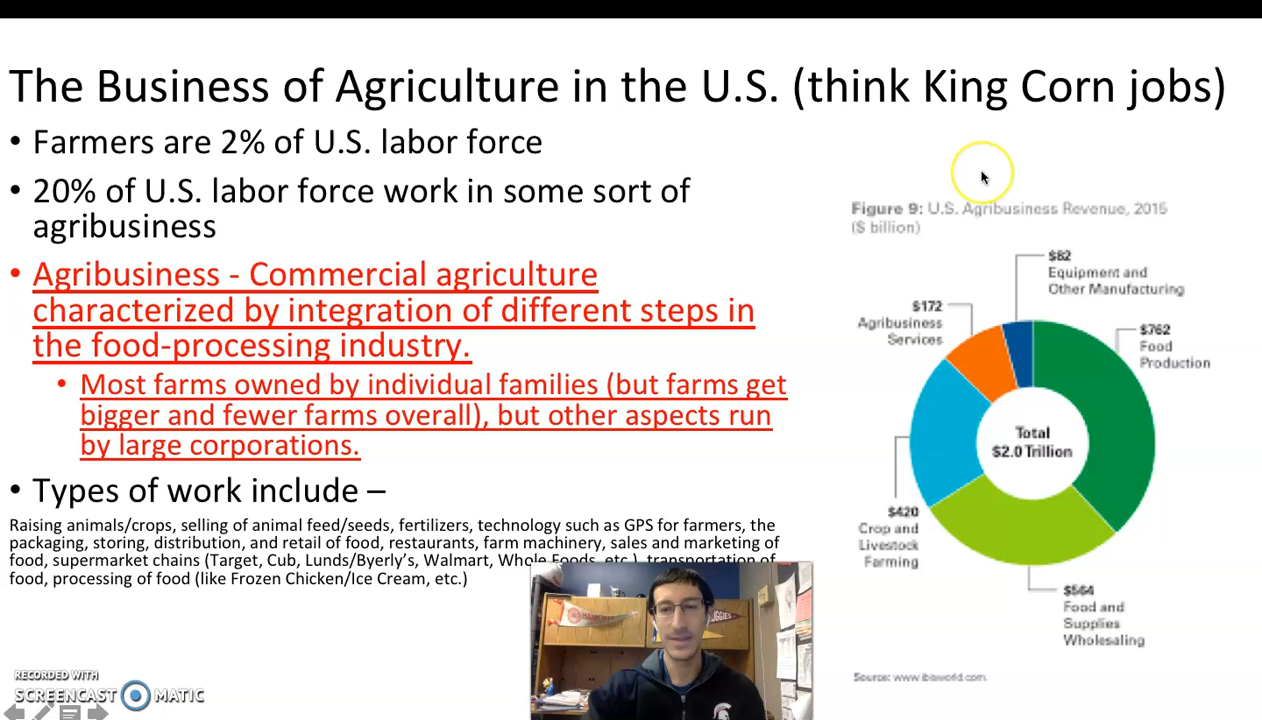 The Business of Agriculture in the U.S. (think King Corn jobs)
• Farmers are 2% of U.S. labor force
• 20% of U.S. labor force work in some sort of
agribusiness
• Agribusiness - Commercial agriculture
characterized by integration of different steps in
the food-processing industry.
• Most farms owned by individual families (but farms get
bigger and fewer farms overall), but other aspects run
by large corporations.
• Types of work include –
Raising animals/crops, selling of animal feed/seeds, fertilizers, technology such as GPS for farmers, the
packaging, storing, distribution, and retail of food, restaurants, farm machinery, sales and marketing of
food, supermarket chains (Target, Cub, Lunds/Byerly's, Walmart, Whole Foods, etc.), transportation of
food, processing of food (like Frozen Chicken/Ice Cream, etc.)
Figure 9: U.S. Agribusiness Revenue, 2015
($ billion)
$82
Equipment and
Other Manufacturing
$172
Agribusiness
Services
$762
Food
Production
Total
$2.0 Trillion
$420
Crop and
Livestock
Farming
$564
Food and
Supplies
Wholesaling
Source: www.ibisworld.com.
RECORDED WITH
SCREENCAST MATIC